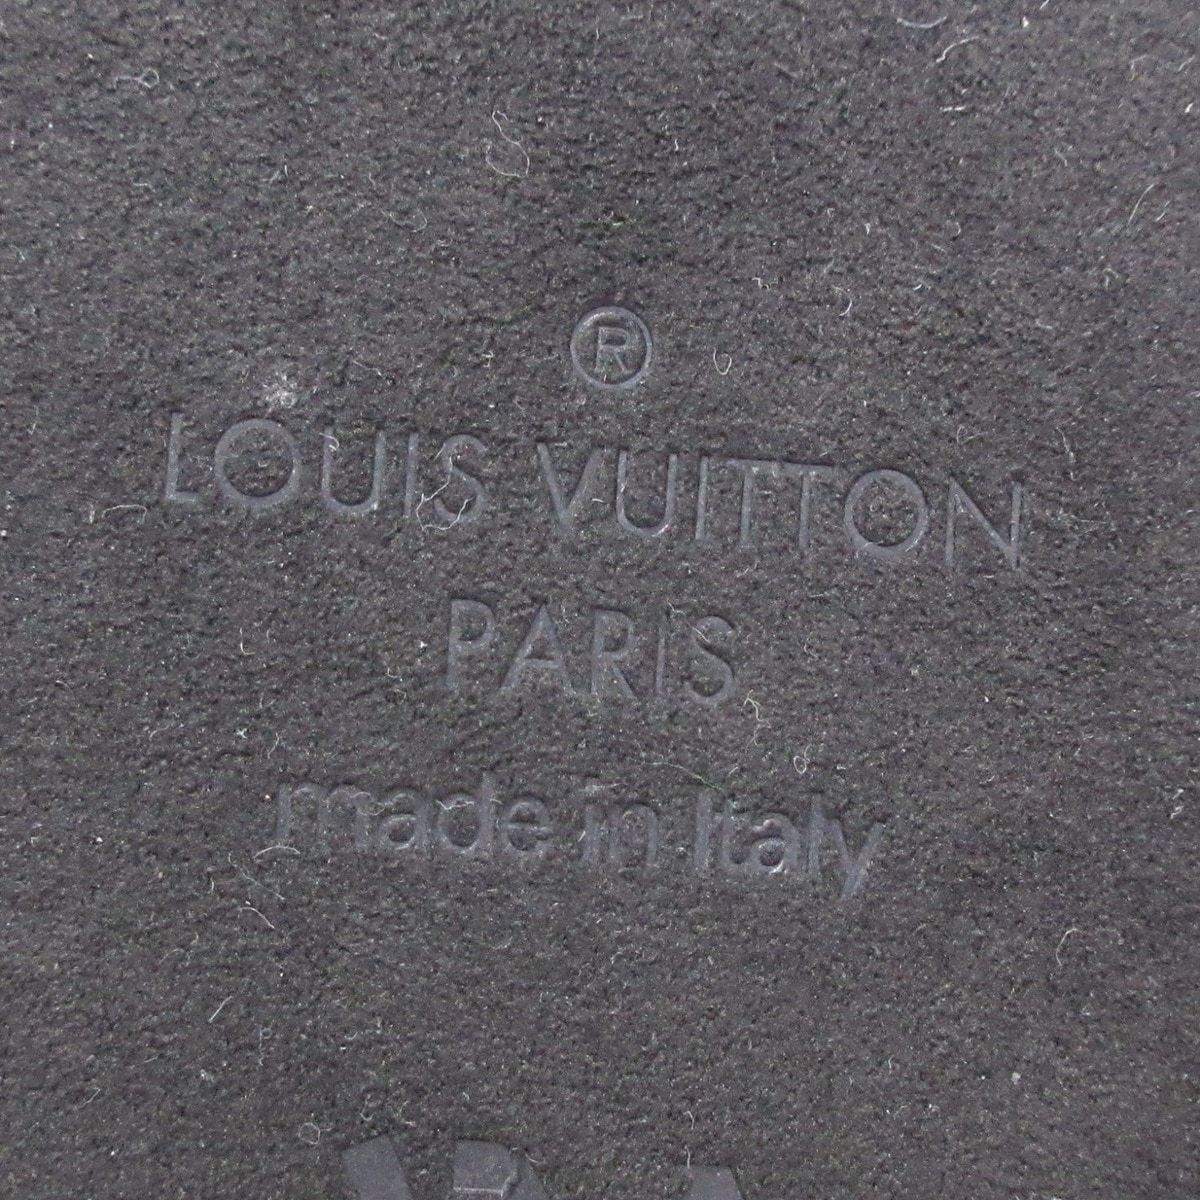 ®
LOUIS VUITTON
PARIS
made in Italy